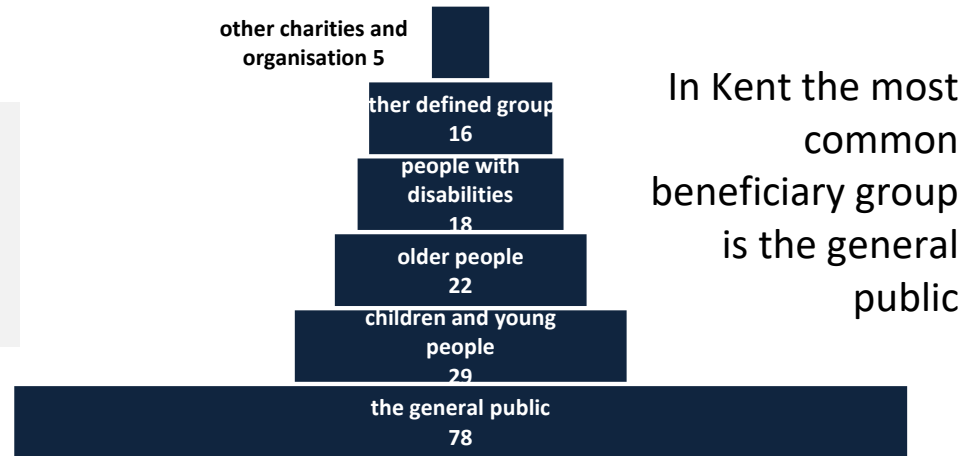 other charities and
organisation 5
ther defined group
16
people with
disabilities
18
older people
22
children and young
people
29
the general public
78
In Kent the most
common
beneficiary group
is the general
public